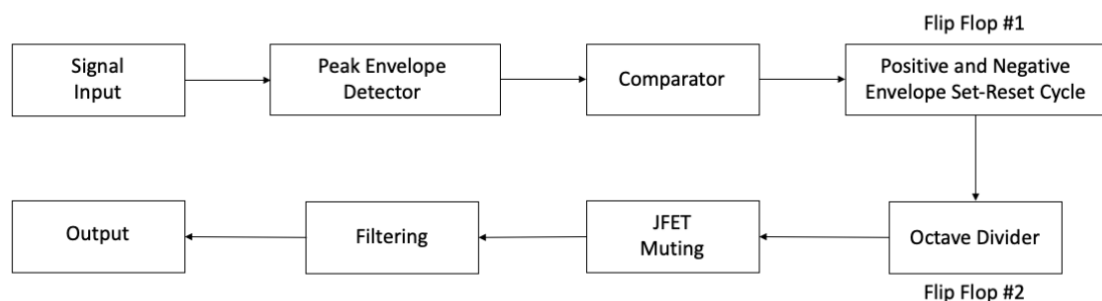 Flip Flop #1
Signal
Input
Peak Envelope
Detector
Comparator
Positive and Negative
Envelope Set-Reset Cycle
Output
Filtering
JFET
Muting
Octave Divider
Flip Flop #2